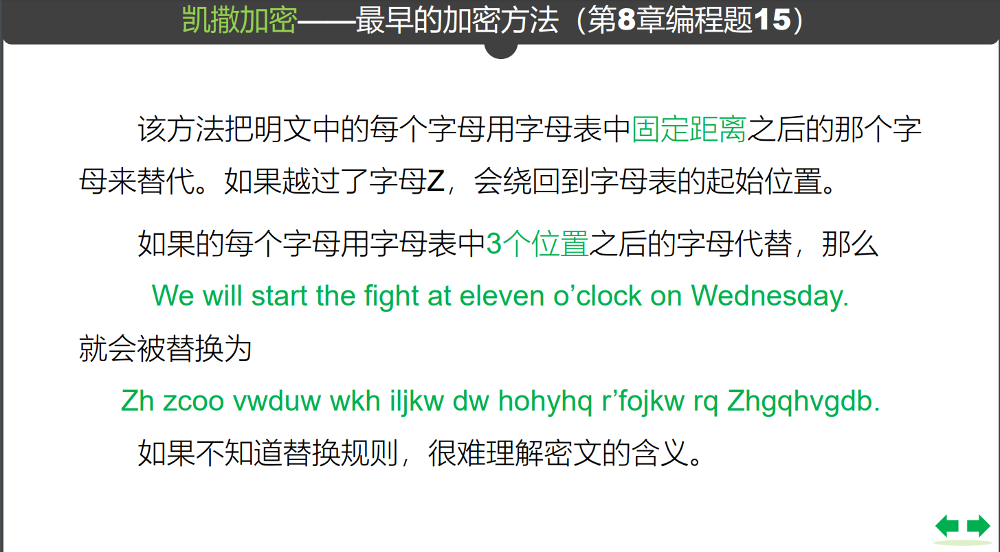 凯撒加密——最早的加密方法（第8章编程题15）
该方法把明文中的每个字母用字母表中固定距离之后的那个字
母来替代。如果越过了字母Z，会绕回到字母表的起始位置。
如果的每个字母用字母表中3个位置之后的字母代替，那么
We will start the fight at eleven o’clock on Wednesday.
就会被替换为
Zh zcoo vwduw wkh iljkw dw hohyhq r’fojkw rq Zhgqhvgdb.
如果不知道替换规则，很难理解密文的含义。